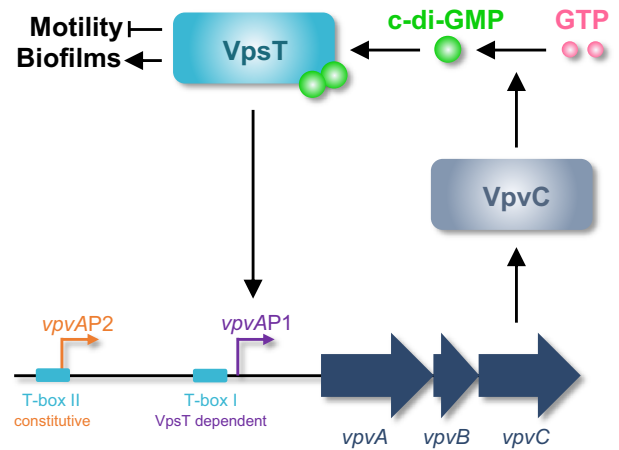 Motility
Biofilms
VpsT
c-di-GMP
GTP
VpvC
vpvAP2
vpvAP1
T-box II
constitutive
T-box I
VpsT dependent
vpvA
vpvB
vpvC